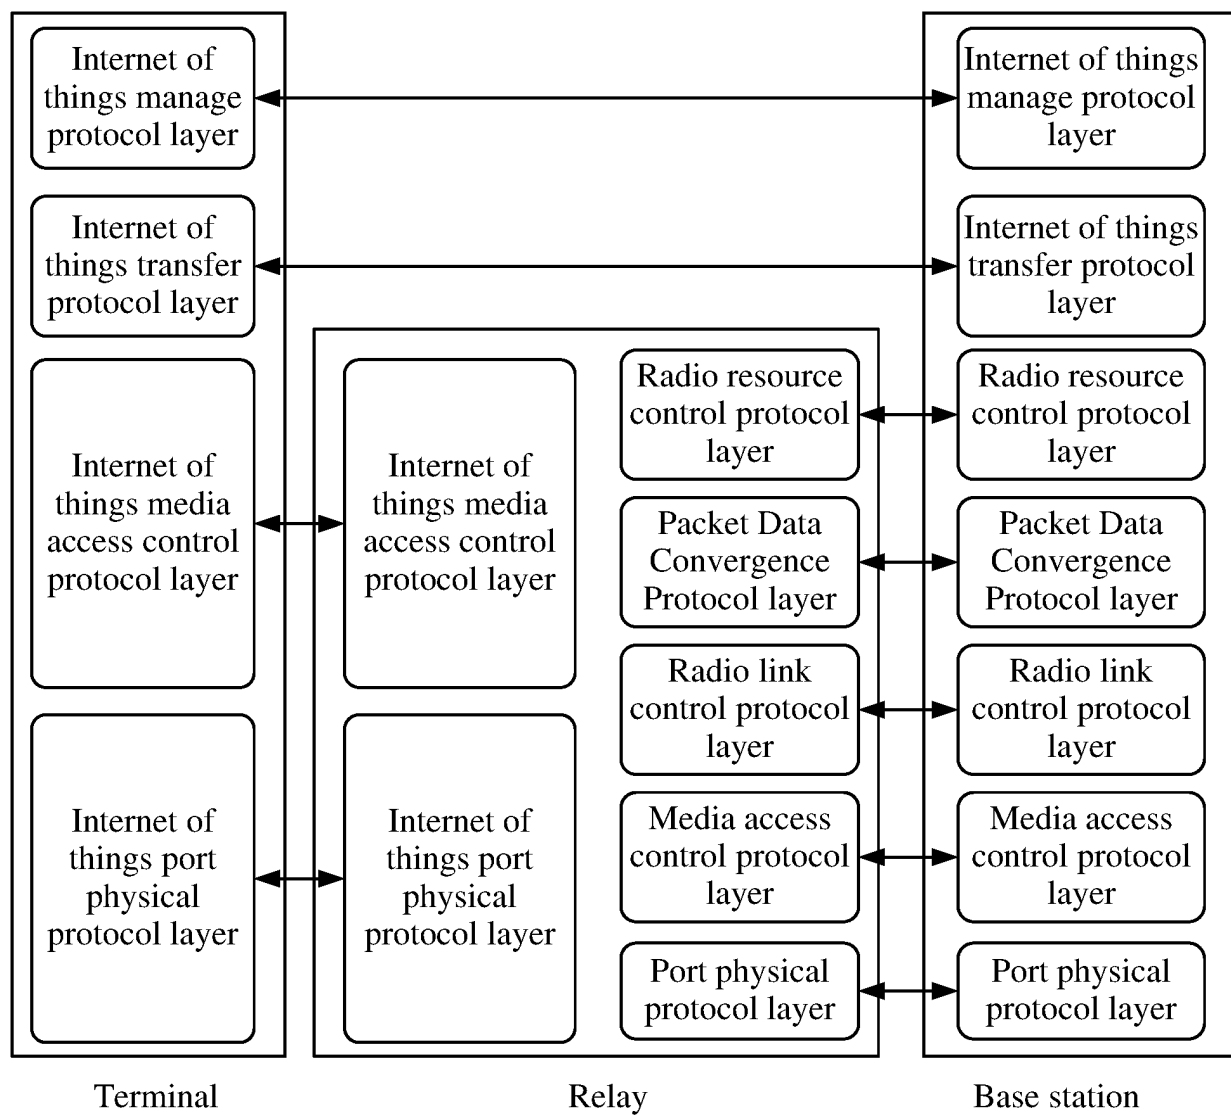 Internet of
things manage
protocol layer
Internet of things
manage protocol
layer
Internet of
things transfer
protocol layer
Internet of things
transfer protocol
layer
Internet of
things media
access control
protocol layer
Internet of
things media
access control
protocol layer
Radio resource
control protocol
layer
Radio resource
control protocol
layer
Packet Data
Convergence
Protocol layer
Packet Data
Convergence
Protocol layer
Radio link
control protocol
layer
Radio link
control protocol
layer
Internet of
things port
physical
protocol layer
Internet of
things port
physical
protocol layer
Media access
control protocol
layer
Media access
control protocol
layer
Port physical
protocol layer
Port physical
protocol layer
Terminal
Relay
Base station